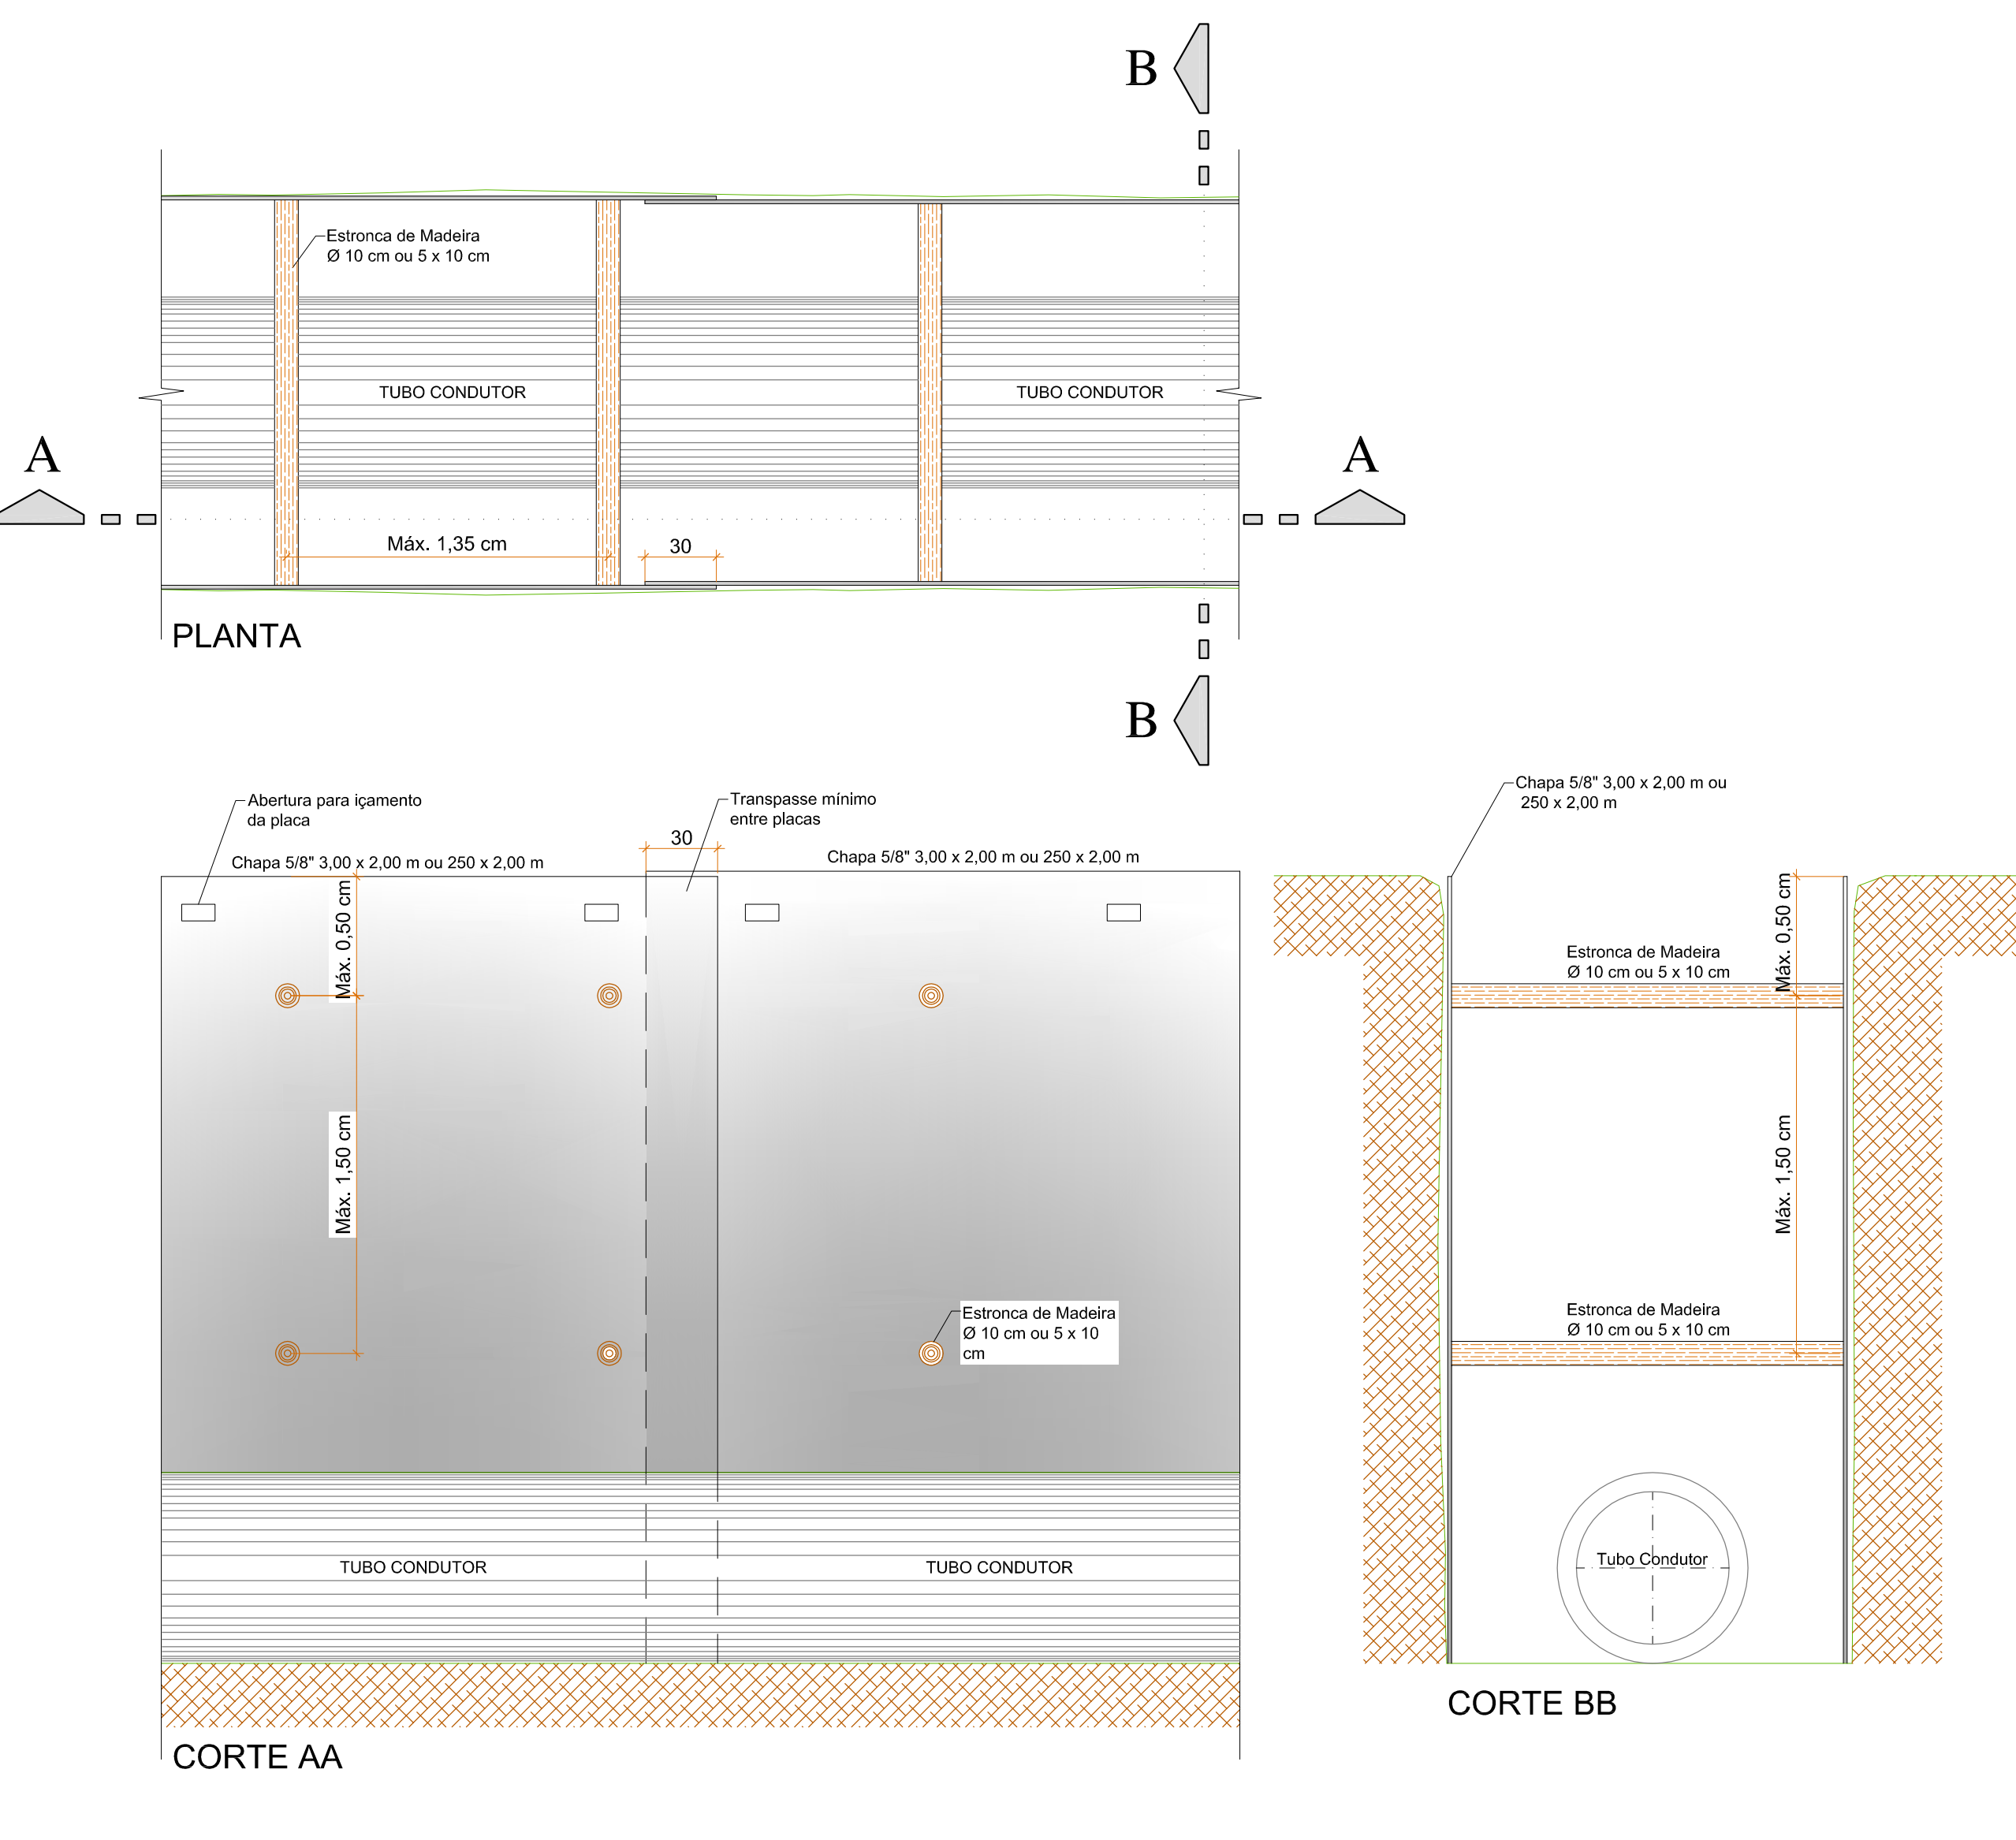 B
Estronca de Madeira
Ø 10 cm ou 5 x 10 cm
TUBO CONDUTOR
TUBO CONDUTOR
A
A
Máx. 1,35 cm
30
PLANTA
B
Abertura para içamento
da placa
Transpasse mínimo
entre placas
30
Chapa 5/8" 3,00 x 2,00 m ou 250 x 2,00 m
Chapa 5/8" 3,00 x 2,00 m ou 250 x 2,00 m
Máx. 0,50 cm
Máx. 1,50 cm
Estronca de Madeira
Ø 10 cm ou 5 x 10
cm
TUBO CONDUTOR
TUBO CONDUTOR
CORTE AA
Chapa 5/8" 3,00 x 2,00 m ou
250 x 2,00 m
Máx. 0,50 cm
Estronca de Madeira
Ø 10 cm ou 5 x 10 cm
Máx. 1,50 cm
Estronca de Madeira
Ø 10 cm ou 5 x 10 cm
Tubo Condutor
CORTE BB